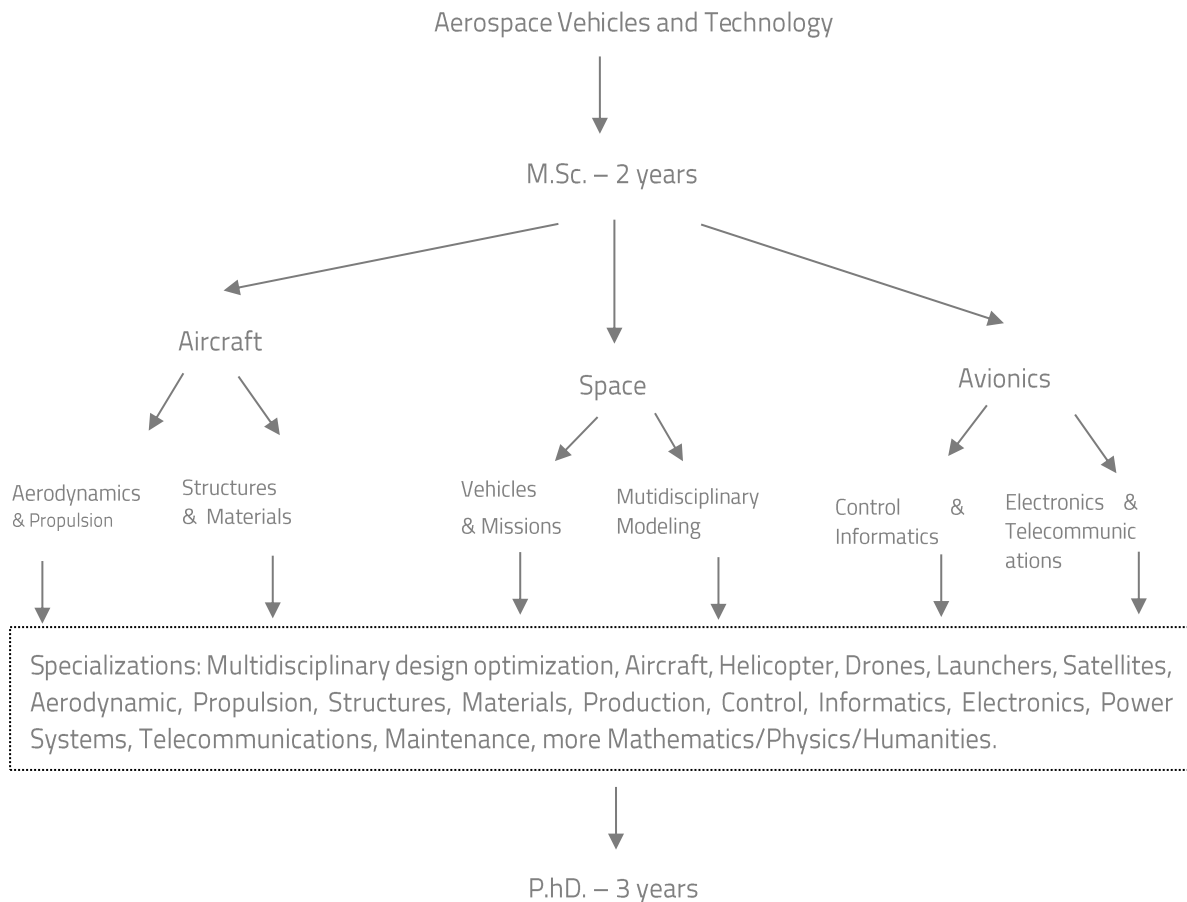 Aerospace Vehicles and Technology
M.Sc. – 2 years
Aircraft
Space
Avionics
Aerodynamics
& Propulsion
Structures
& Materials
Vehicles
& Missions
Mutidisciplinary
Modeling
Control &
Informatics
Electronics &
Telecommunic
ations
Specializations: Multidisciplinary design optimization, Aircraft, Helicopter, Drones, Launchers, Satellites,
Aerodynamic, Propulsion, Structures, Materials, Production, Control, Informatics, Electronics, Power
Systems, Telecommunications, Maintenance, more Mathematics/Physics/Humanities.
P.hD. – 3 years